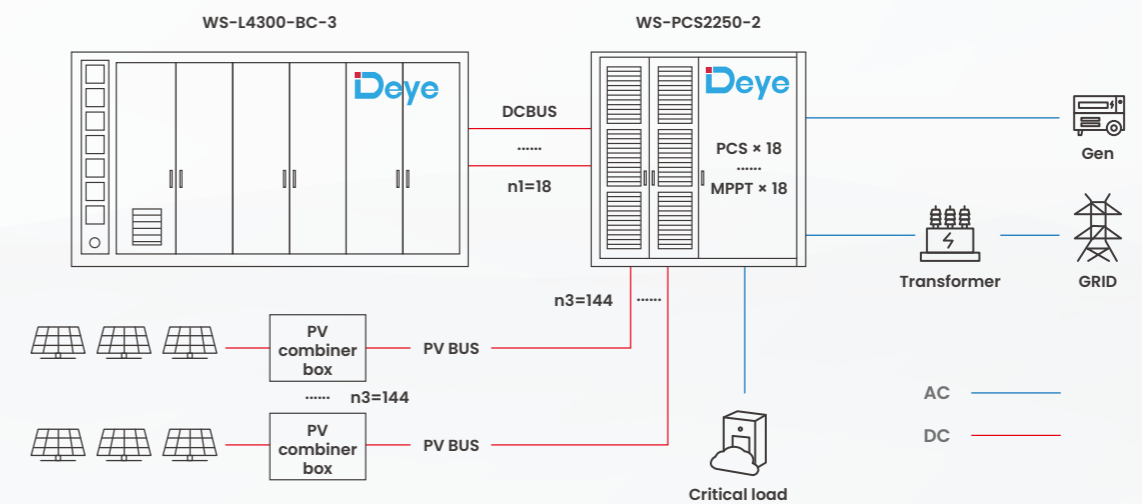 WS-L4300-BC-3
WS-PCS2250-2
Deye
Deye
DCBUS
......
n1=18
PCS × 18
......
MPPT × 18
Gen
Transformer
GRID
n3=144 ......
PV
combiner
box
PV BUS
...... n3=144
PV
combiner
box
PV BUS
AC
DC
Critical load